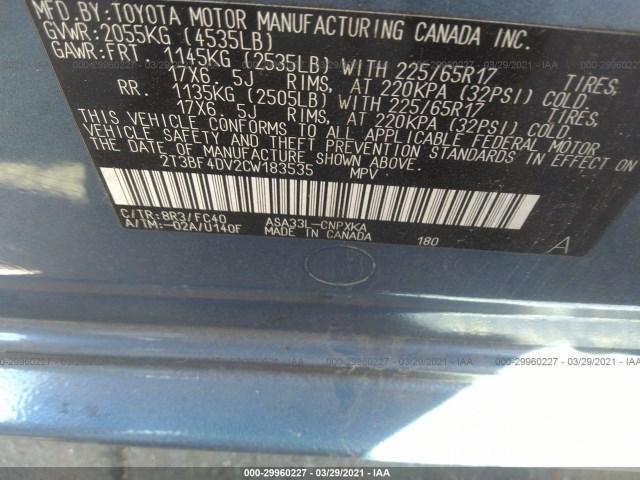 MFD.BY:TOYOTA MOTOR MANUFACTURING CANADA INC.
GVWR:2055KG (4535LB)
GAWR:FRT 1145KG (2535LB) WITH 225/65R17 TIRES,
17X6.5J RIMS, AT 220KPA (32PSI) COLD.
RR. 1135KG (2505LB) WITH 225/65R17 TIRES,
17X6.5J RIMS, AT 220KPA (32PSI) COLD.
THIS VEHICLE CONFORMS TO ALL APPLICABLE FEDERAL MOTOR
VEHICLE SAFETY AND THEFT PREVENTION STANDARDS IN EFFECT ON
THE DATE OF MANUFACTURE SHOWN ABOVE.
2T3BF4DV2CW183535 MPV
C/TR:8R3/FC40 ASA33L-CNPXKA
A/TM:-02A/U140F MADE IN CANADA 180 A
000-29960227 - 03/29/2021 - IAA